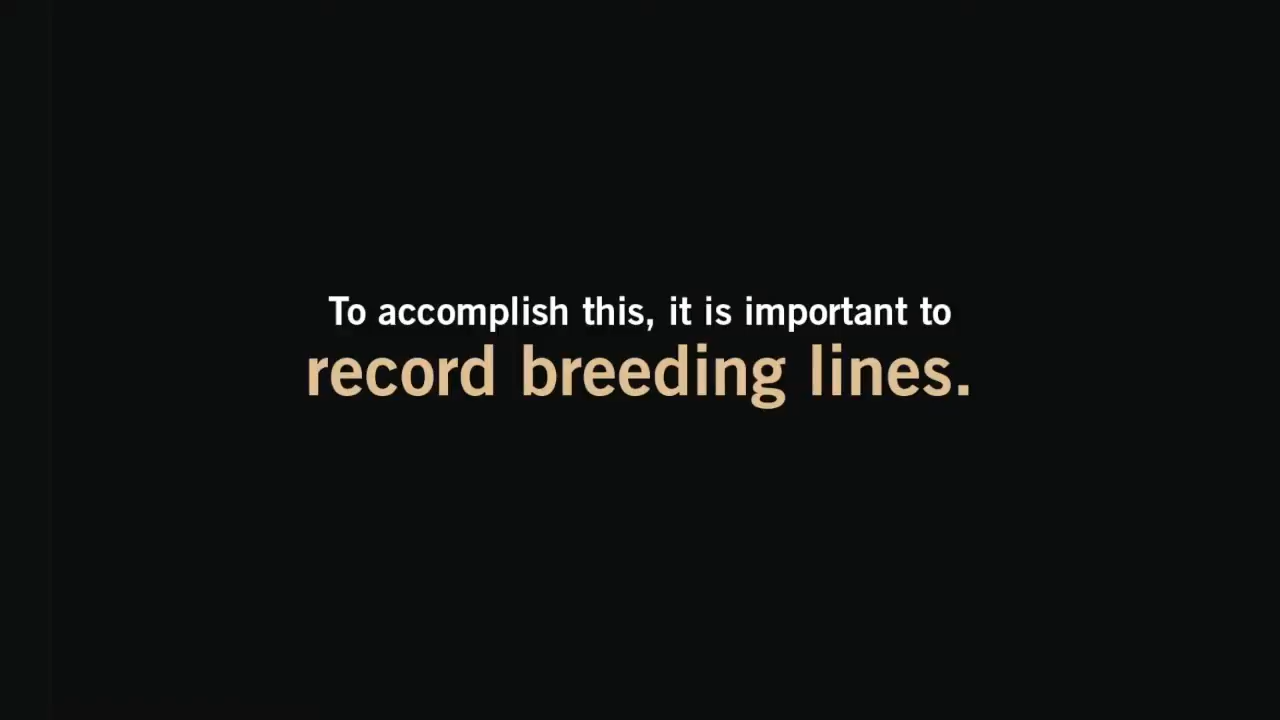 To accomplish this, it is important to
record breeding lines.